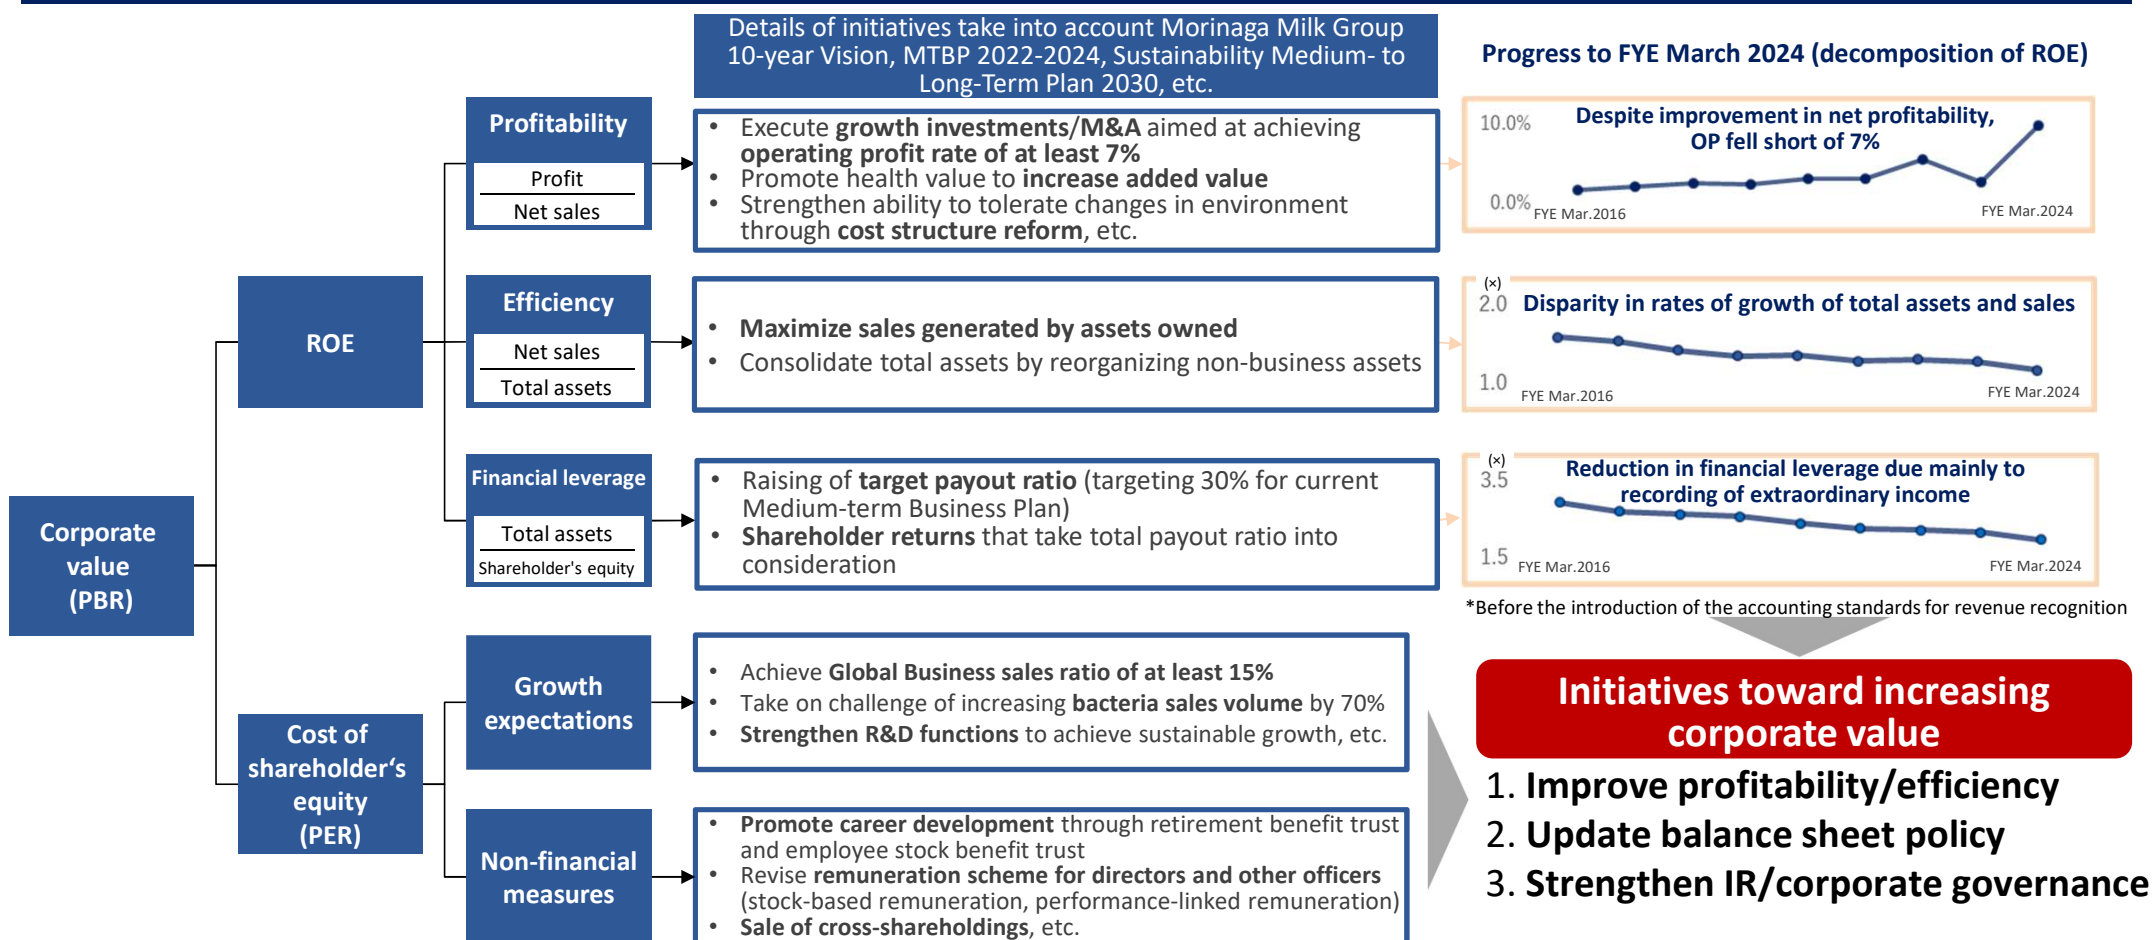 Details of initiatives take into account Morinaga Milk Group
10-year Vision, MTBP 2022-2024, Sustainability Medium- to
Long-Term Plan 2030, etc.
Progress to FYE March 2024 (decomposition of ROE)
Corporate
value
(PBR)
ROE
Profitability
Profit
Net sales
• Execute growth investments/M&A aimed at achieving
operating profit rate of at least 7%
• Promote health value to increase added value
• Strengthen ability to tolerate changes in environment
through cost structure reform, etc.
10.0%
Despite improvement in net profitability,
OP fell short of 7%
0.0%
FYE Mar.2016
FYE Mar.2024
Efficiency
Net sales
Total assets
• Maximize sales generated by assets owned
• Consolidate total assets by reorganizing non-business assets
(×)
2.0
Disparity in rates of growth of total assets and sales
1.0
FYE Mar.2016
FYE Mar.2024
Financial leverage
Total assets
Shareholder's equity
• Raising of target payout ratio (targeting 30% for current
Medium-term Business Plan)
• Shareholder returns that take total payout ratio into
consideration
(×)
3.5
Reduction in financial leverage due mainly to
recording of extraordinary income
1.5
FYE Mar.2016
FYE Mar.2024
*Before the introduction of the accounting standards for revenue recognition
Cost of
shareholder‘s
equity
(PER)
Growth
expectations
• Achieve Global Business sales ratio of at least 15%
• Take on challenge of increasing bacteria sales volume by 70%
• Strengthen R&D functions to achieve sustainable growth, etc.
Non-financial
measures
• Promote career development through retirement benefit trust
and employee stock benefit trust
• Revise remuneration scheme for directors and other officers
(stock-based remuneration, performance-linked remuneration)
• Sale of cross-shareholdings, etc.
Initiatives toward increasing
corporate value
1. Improve profitability/efficiency
2. Update balance sheet policy
3. Strengthen IR/corporate governance